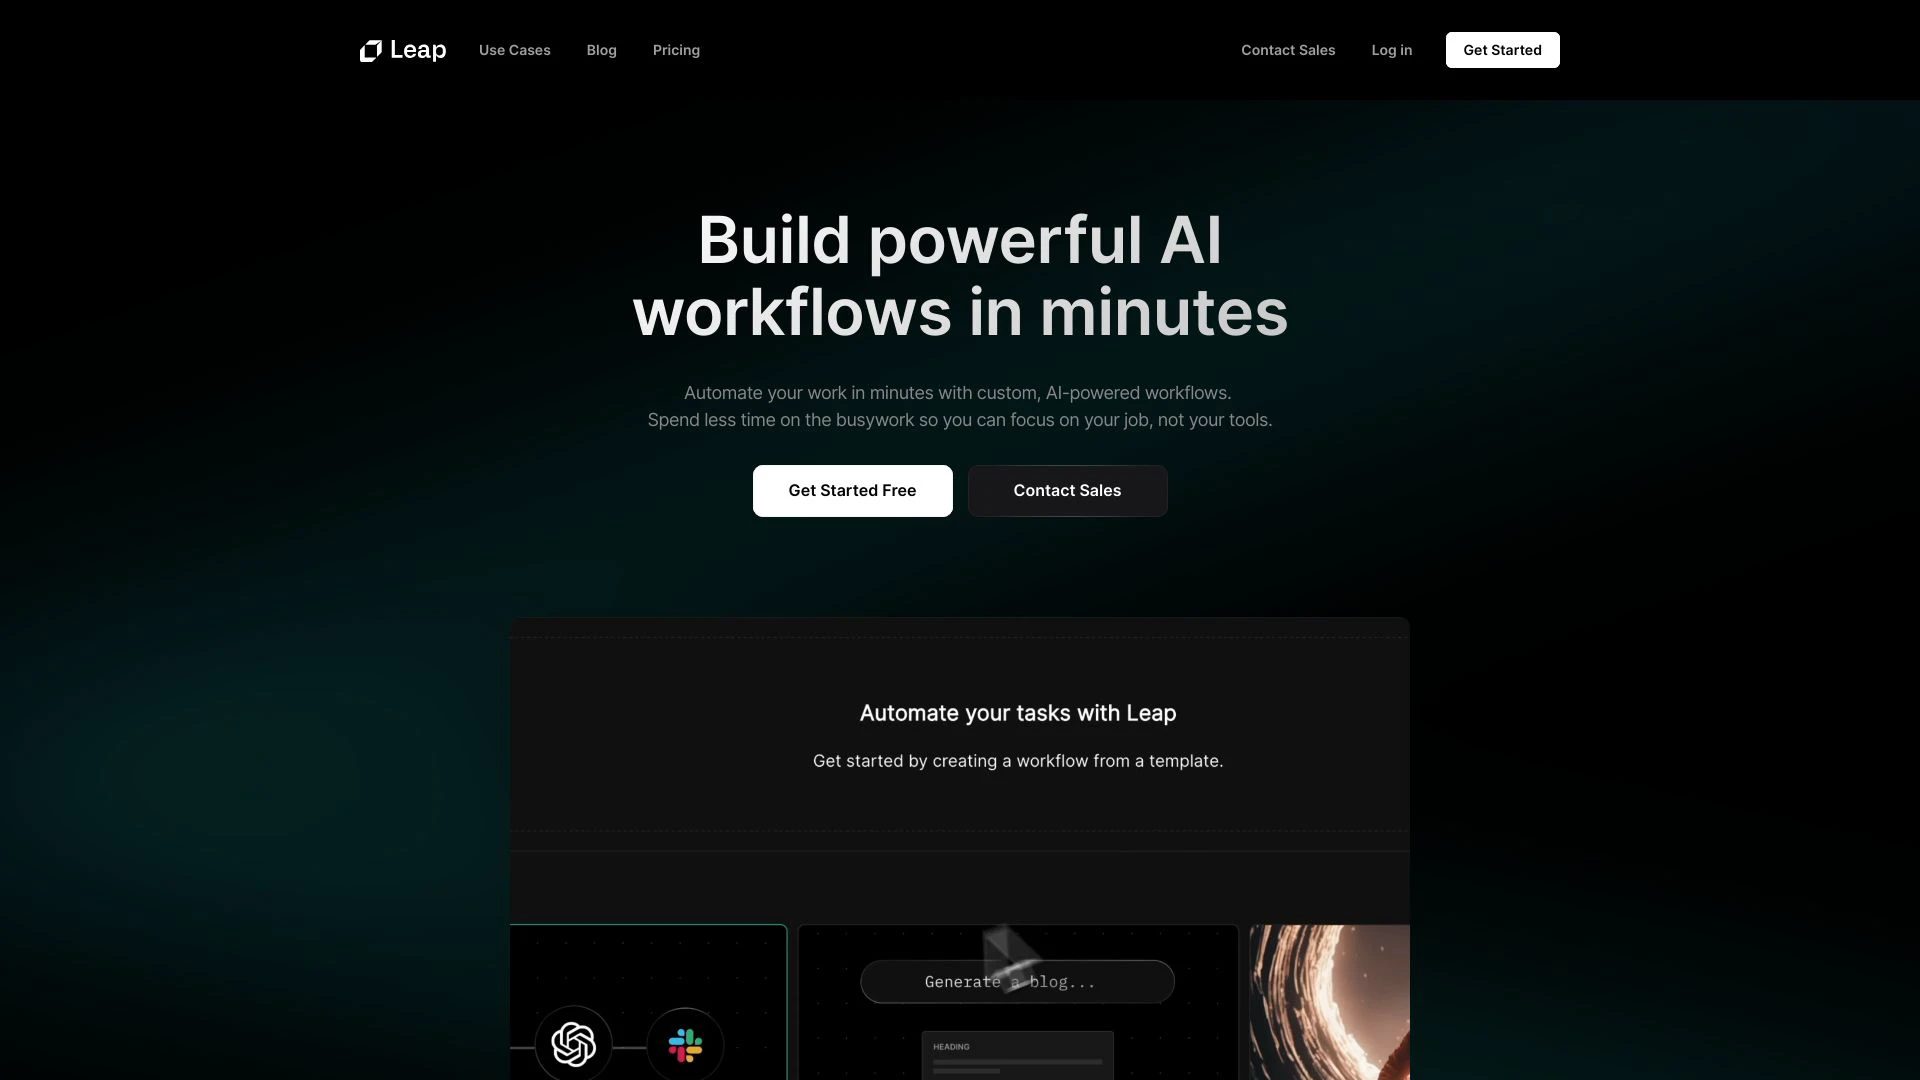 Leap
Use Cases
Blog
Pricing
Contact Sales
Log in
Get Started
Build powerful AI
workflows in minutes
Automate your work in minutes with custom, AI-powered workflows.
Spend less time on the busywork so you can focus on your job, not your tools.
Get Started Free
Contact Sales
Automate your tasks with Leap
Get started by creating a workflow from a template.
Generate a blog...
HEADING